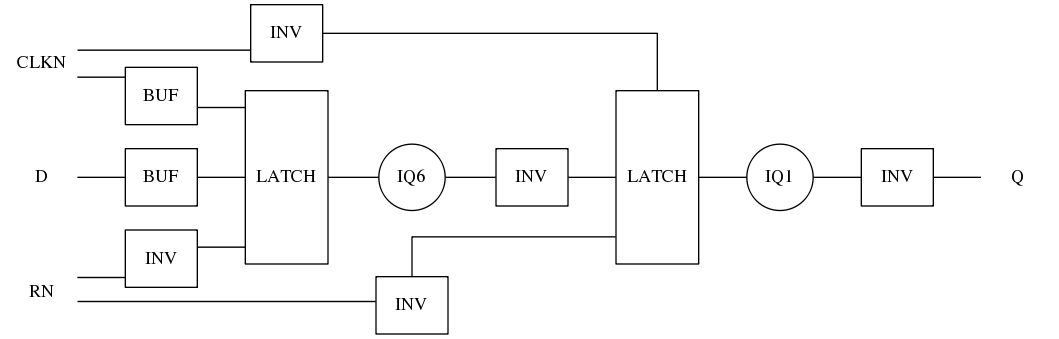 INV
CLKN
BUF
D
BUF
LATCH
IQ6
INV
LATCH
IQ1
INV
Q
INV
RN
INV